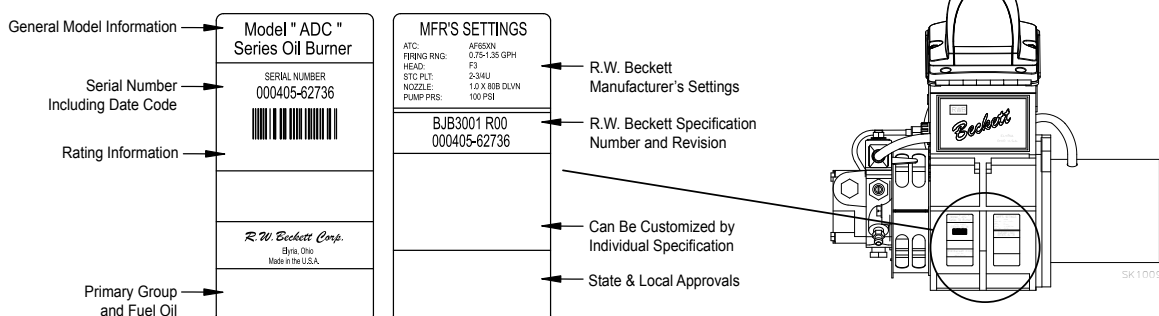 General Model Information
Serial Number
Including Date Code
Rating Information
Primary Group
and Fuel Oil
Model " ADC "
Series Oil Burner
SERIAL NUMBER
000405-62736
R.W. Beckett Corp.
Elyria, Ohio
Made in the U.S.A.
MFR'S SETTINGS
ATC: AF65XN
FIRING RNG: 0.75-1.35 GPH
HEAD: F3
STC PLT: 2-3/4U
NOZZLE: 1.0 X 80B DLVN
PUMP PRS: 100 PSI
BJB3001 R00
000405-62736
R.W. Beckett
Manufacturer's Settings
R.W. Beckett Specification
Number and Revision
Can Be Customized by
Individual Specification
State & Local Approvals
Beckett
SK1009